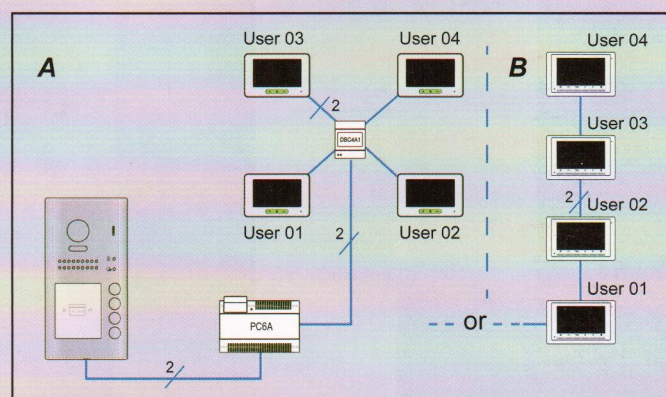 A
User 03
User 04
B
User 04
2
DBC4A1
User 03
User 01
User 02
2
User 02
2
User 01
PC6A
or
2